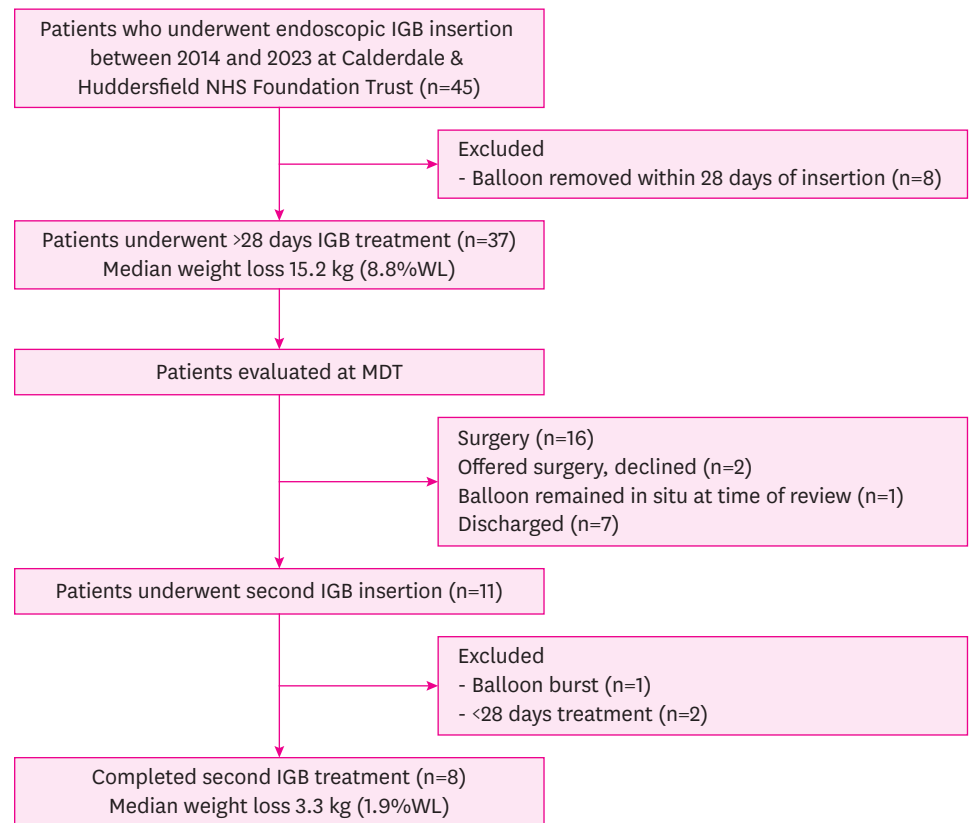 Patients who underwent endoscopic IGB insertion
between 2014 and 2023 at Calderdale &
Huddersfield NHS Foundation Trust (n=45)
Excluded
- Balloon removed within 28 days of insertion (n=8)
Patients underwent >28 days IGB treatment (n=37)
Median weight loss 15.2 kg (8.8%WL)
Patients evaluated at MDT
Surgery (n=16)
Offered surgery, declined (n=2)
Balloon remained in situ at time of review (n=1)
Discharged (n=7)
Patients underwent second IGB insertion (n=11)
Excluded
- Balloon burst (n=1)
- <28 days treatment (n=2)
Completed second IGB treatment (n=8)
Median weight loss 3.3 kg (1.9%WL)